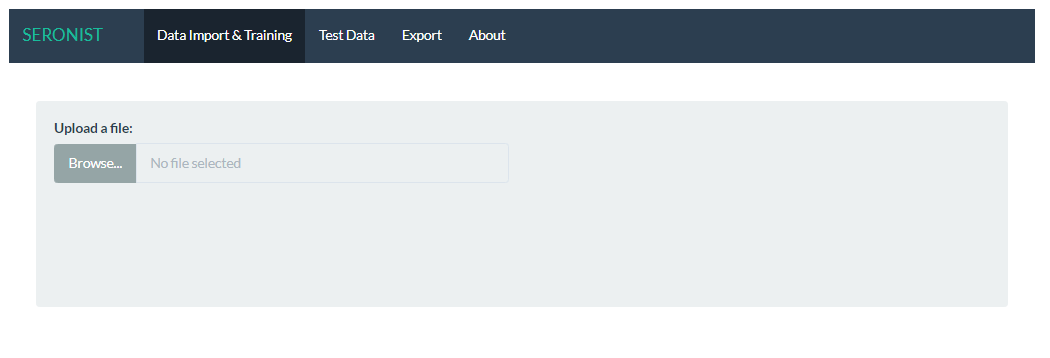 SERONIST Data Import & Training Test Data Export About
Upload a file:
Browse... No file selected